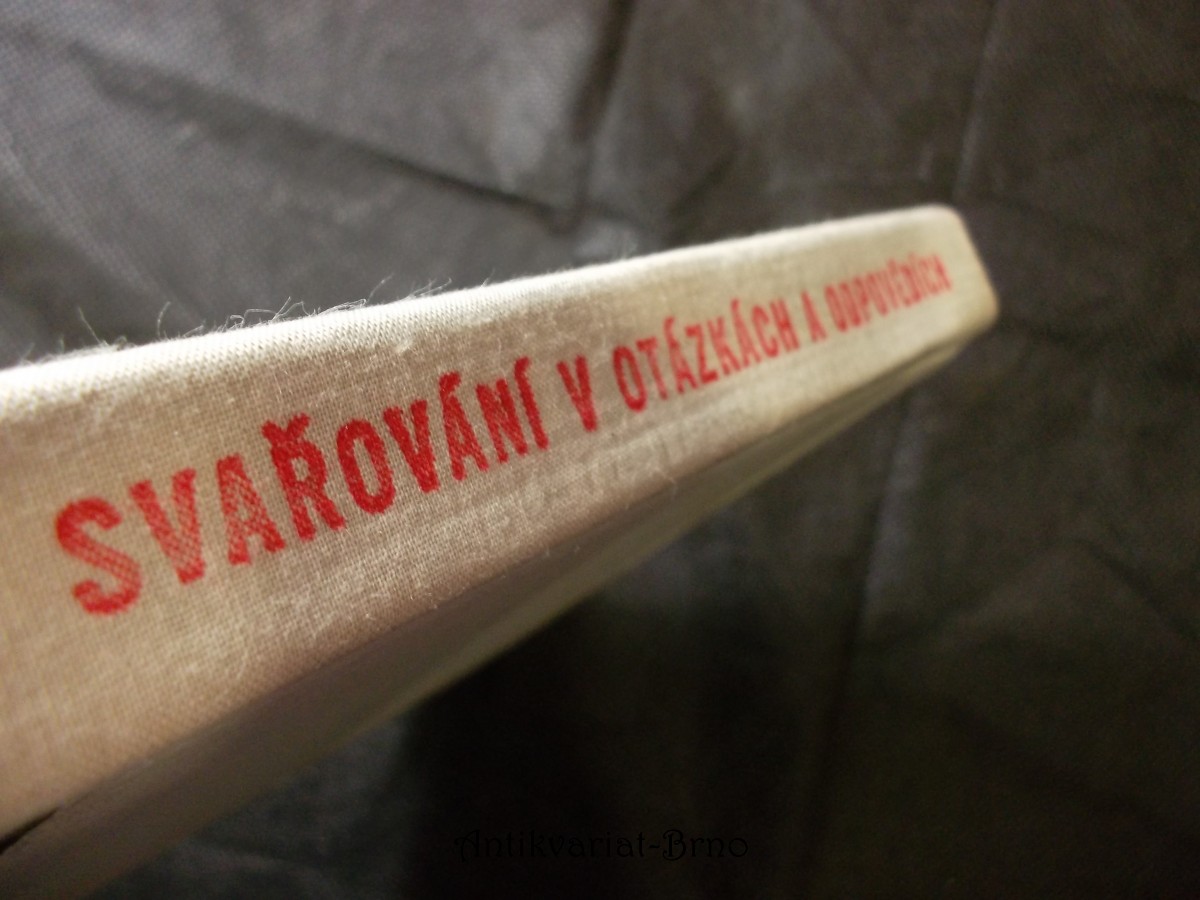 SVAŘOVÁNÍ V OTÁZKÁCH A ODPOVĚDÍCH
Antikvariat-Brno